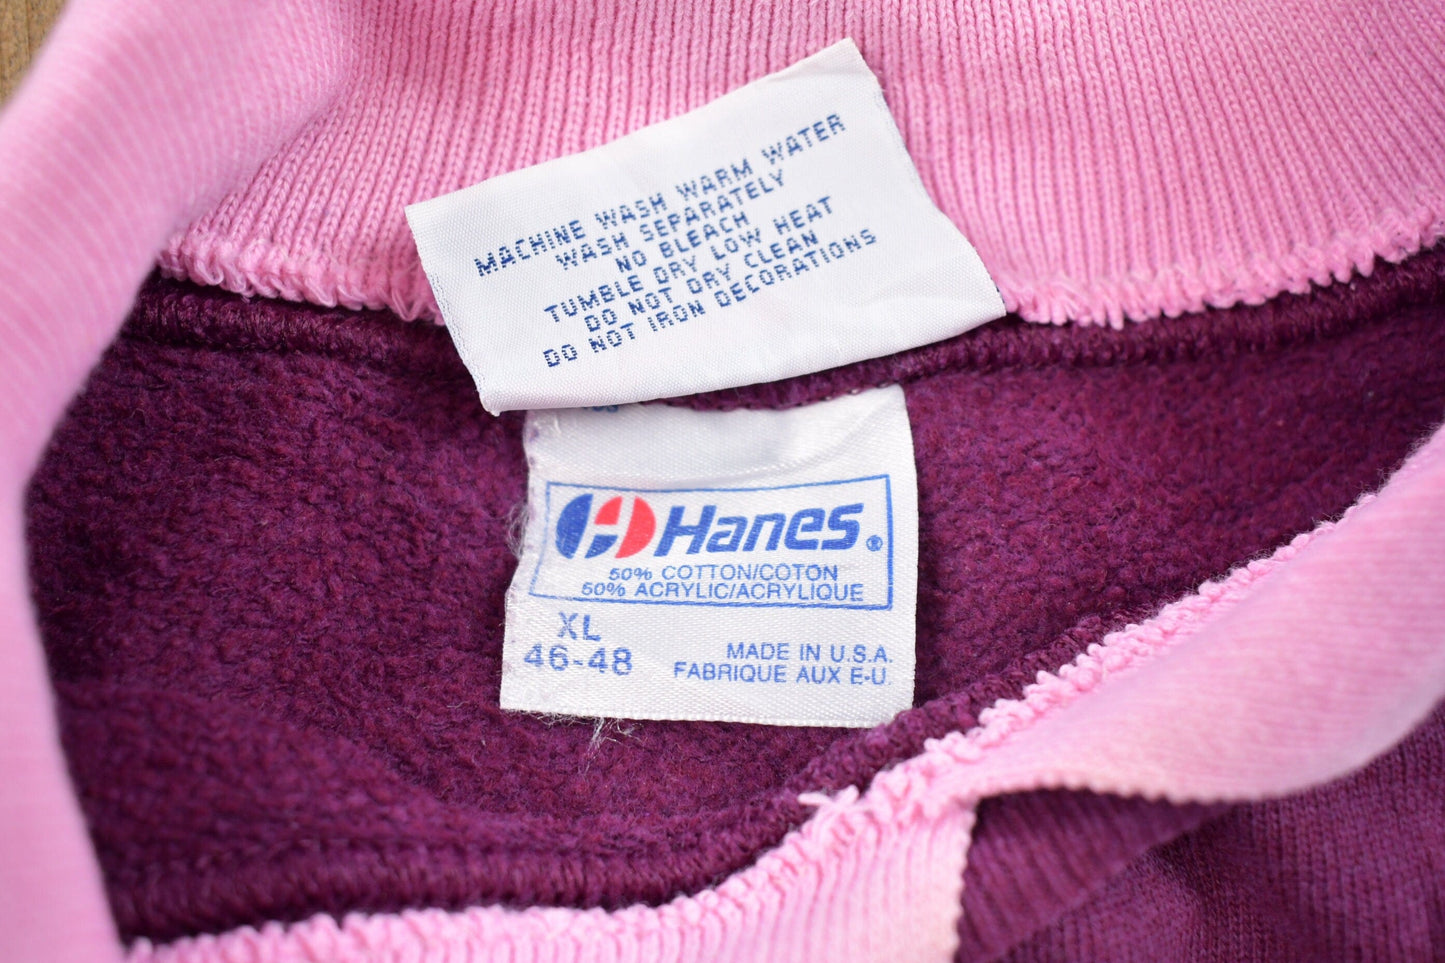 MACHINE WASH WARM WATER
WASH SEPARATELY
NO BLEACH
TUMBLE DRY LOW HEAT
DO NOT DRY CLEAN
DO NOT IRON DECORATIONS
Hanes®
50% COTTON/COTON
50% ACRYLIC/ACRYLIQUE
XL
46-48
MADE IN U.S.A.
FABRIQUE AUX E-U.